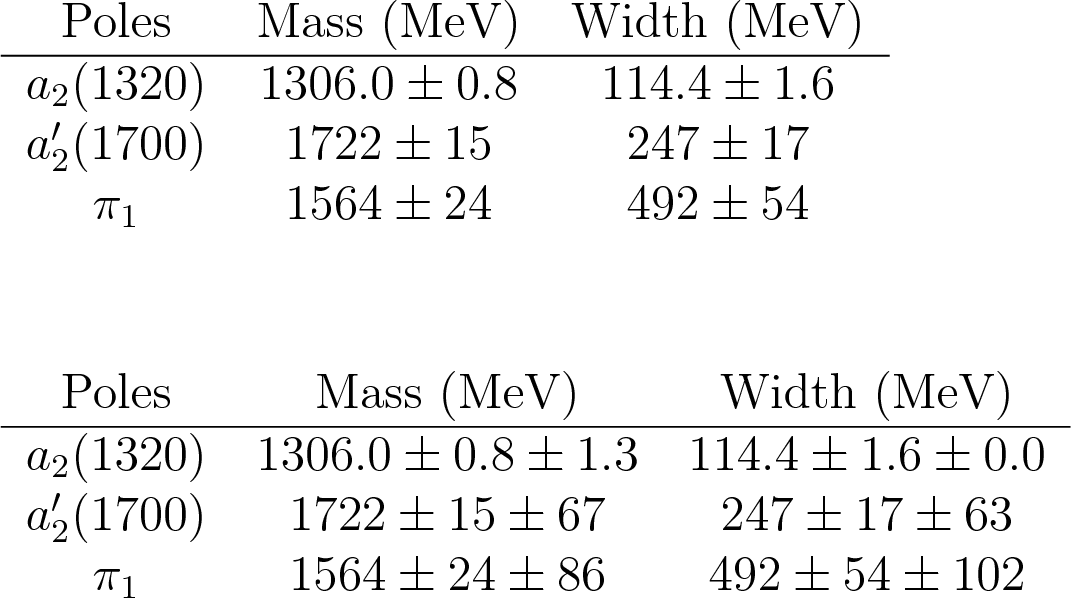 Poles Mass (MeV) Width (MeV)
a₂(1320) 1306.0 ± 0.8 114.4 ± 1.6
a′₂(1700) 1722 ± 15 247 ± 17
π₁ 1564 ± 24 492 ± 54
Poles Mass (MeV) Width (MeV)
a₂(1320) 1306.0 ± 0.8 ± 1.3 114.4 ± 1.6 ± 0.0
a′₂(1700) 1722 ± 15 ± 67 247 ± 17 ± 63
π₁ 1564 ± 24 ± 86 492 ± 54 ± 102